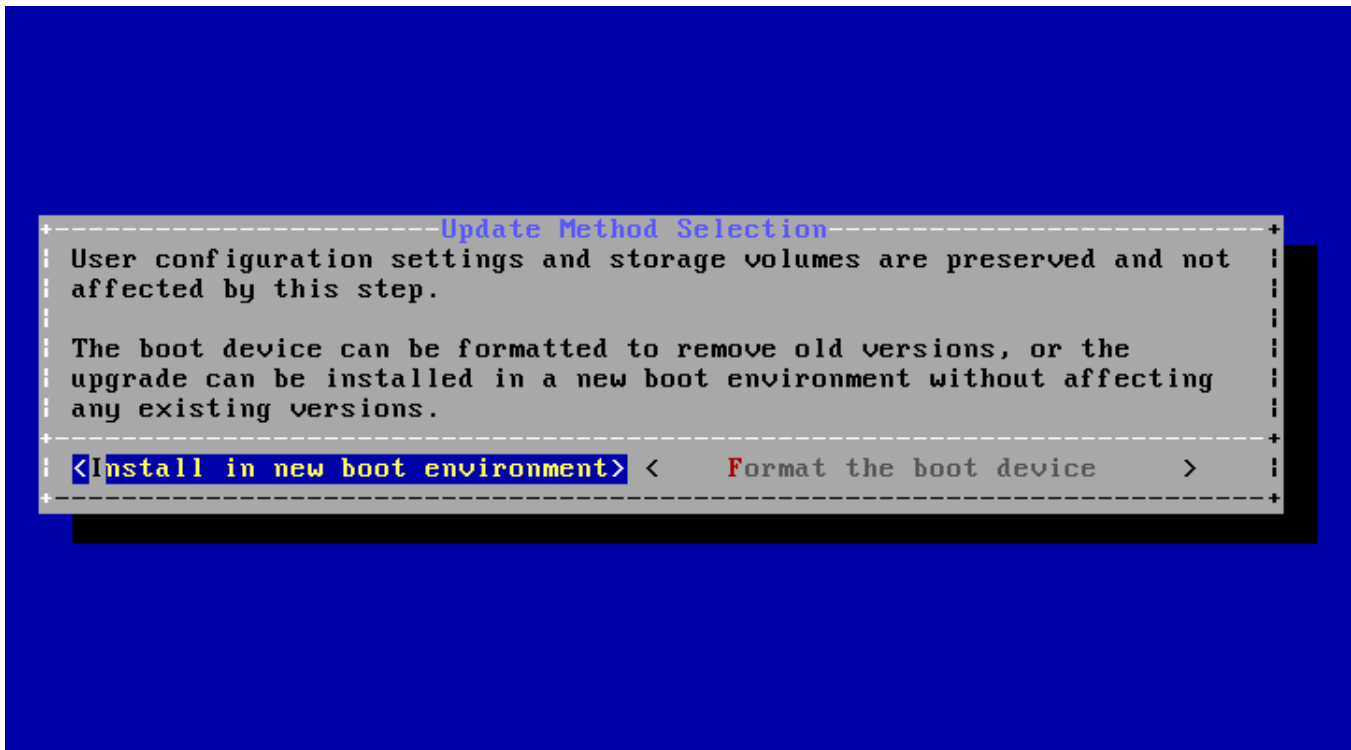 Update Method Selection
User configuration settings and storage volumes are preserved and not
affected by this step.
The boot device can be formatted to remove old versions, or the
upgrade can be installed in a new boot environment without affecting
any existing versions.
<Install in new boot environment> < Format the boot device >